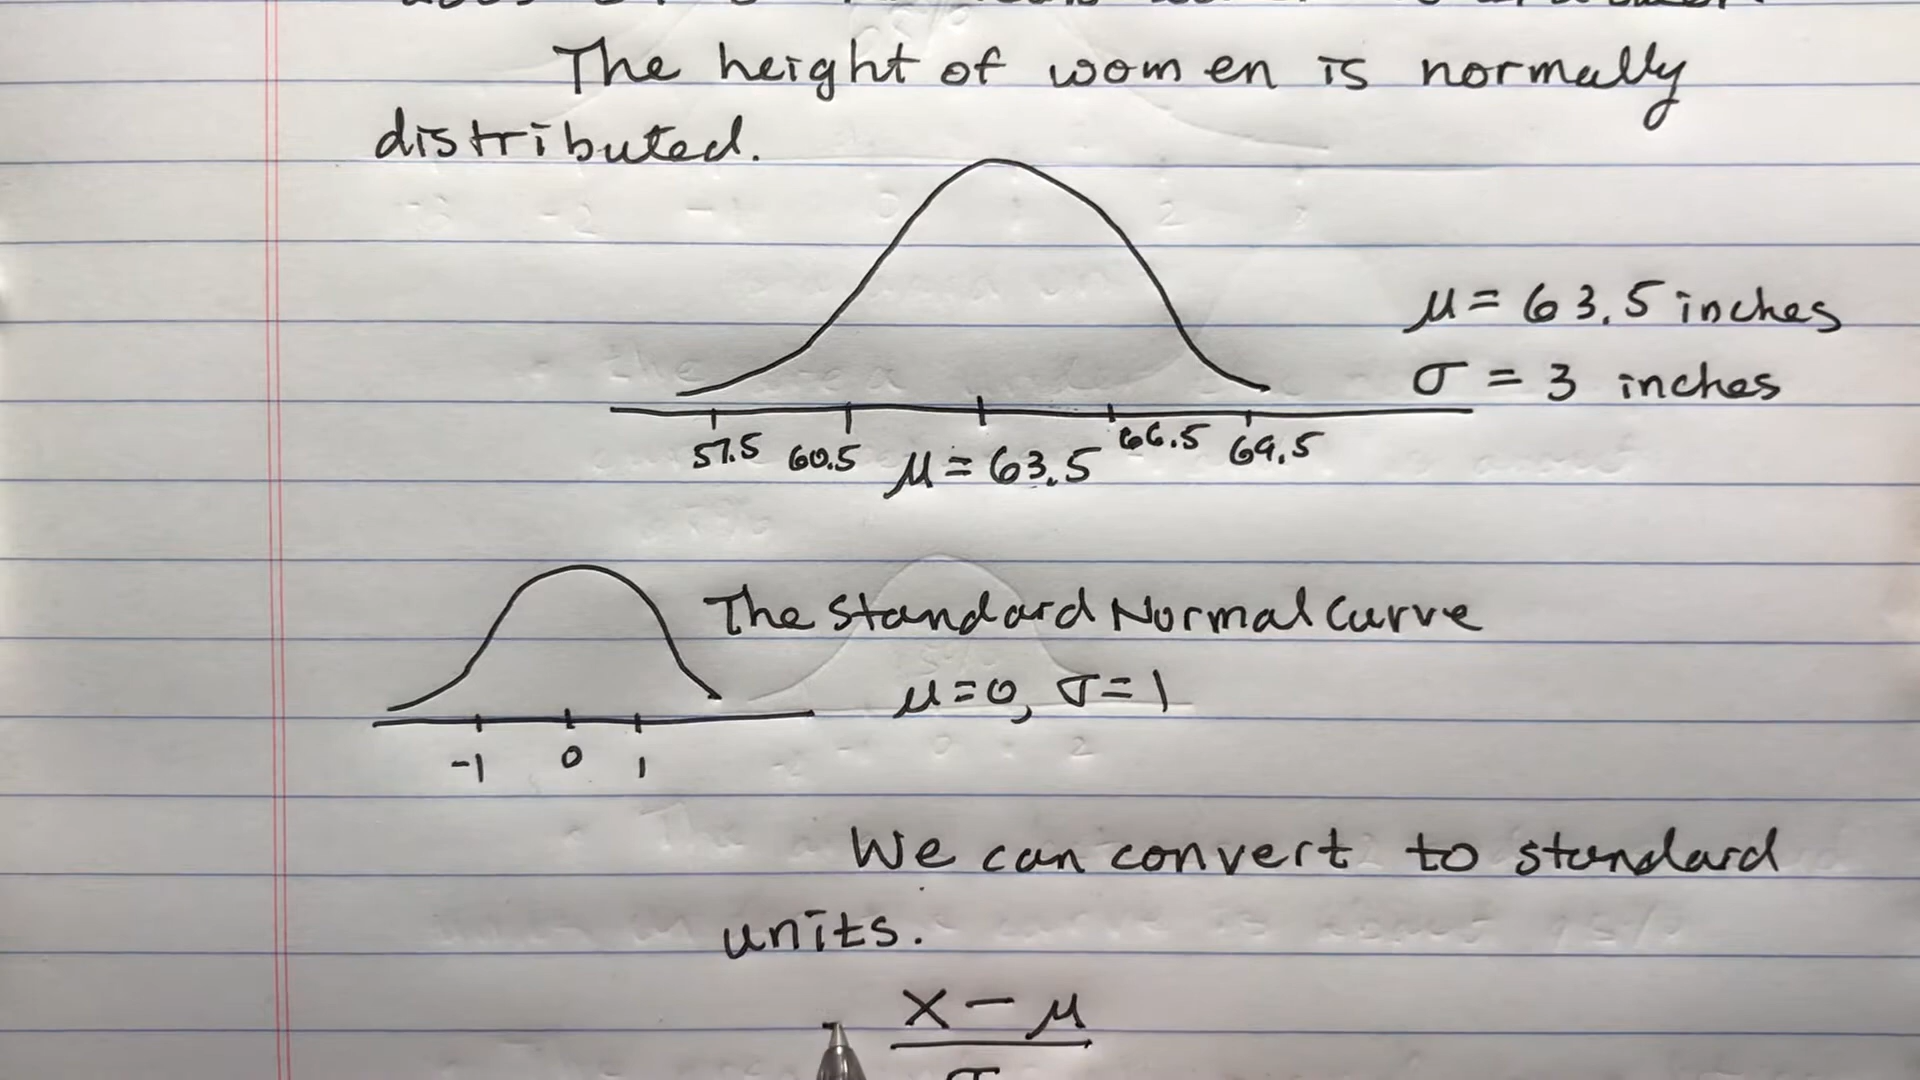 The height of women is normally
distributed.
μ = 63.5 inches
σ = 3 inches
57.5 60.5 μ = 63.5 66.5 69.5
The Standard Normal Curve
μ=0, σ=1
-1 0 1
We can convert to standard
units.
x - μ
σ